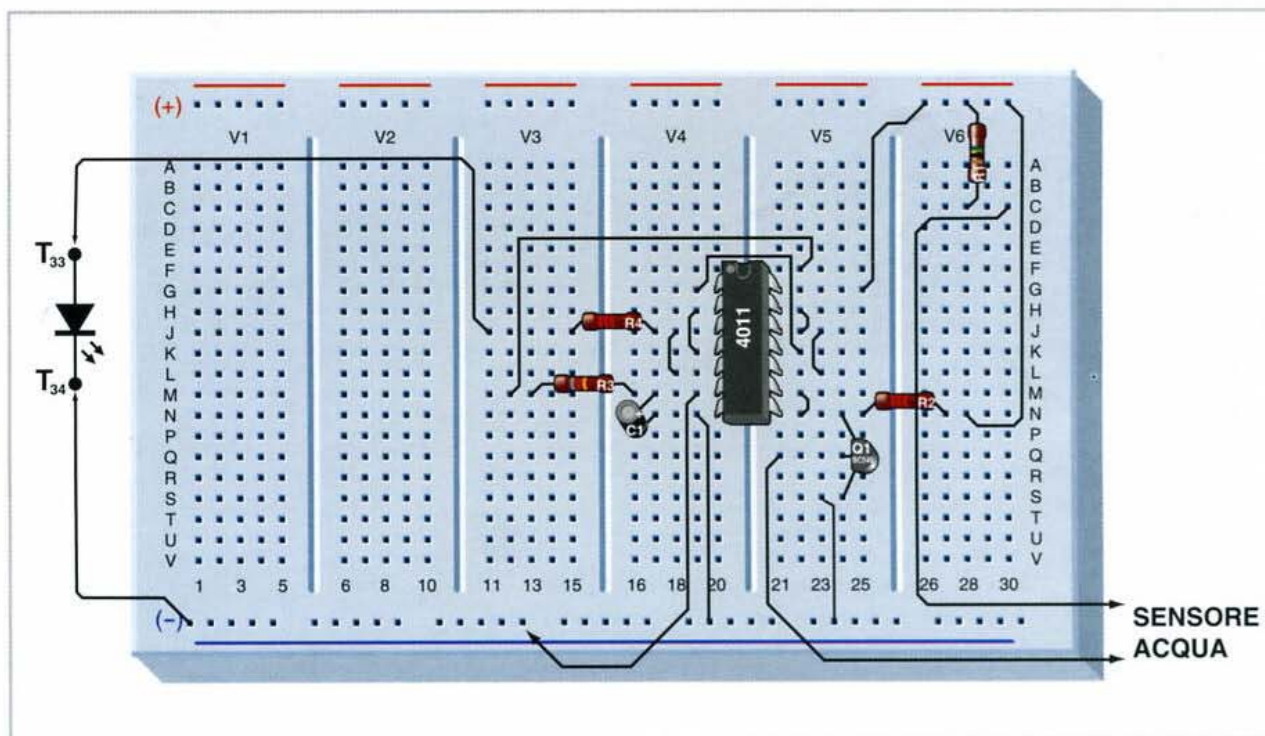 (+)
V1 V2 V3 V4 V5 V6
A A
B B
C C
D D
E E
F F
G G
H H
J J
K K
L L
M M
N N
P P
Q Q
R R
S S
T T
U U
V V
T33
T34
R1
4011
R4
R3
C1
R2
Q1
1 3 5 6 8 10 11 13 15 16 18 20 21 23 25 26 28 30
(-)
SENSORE
ACQUA